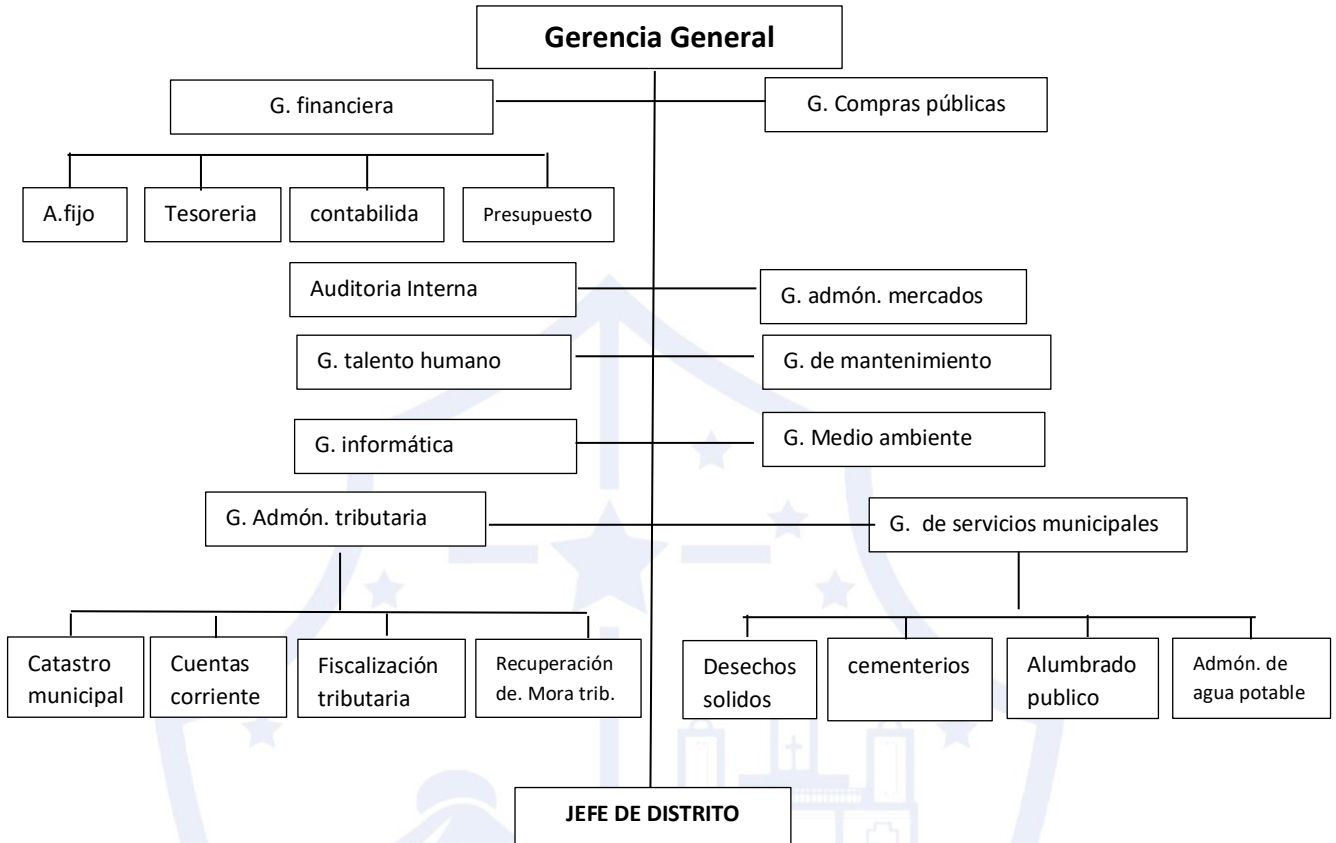 Gerencia General
G. financiera
G. Compras públicas
A.fijo
Tesoreria
contabilida
Presupuesto
Auditoria Interna
G. admón. mercados
G. talento humano
G. de mantenimiento
G. informática
G. Medio ambiente
G. Admón. tributaria
G. de servicios municipales
Catastro
municipal
Cuentas
corriente
Fiscalización
tributaria
Recuperación
de. Mora trib.
Desechos
solidos
cementerios
Alumbrado
publico
Admón. de
agua potable
JEFE DE DISTRITO